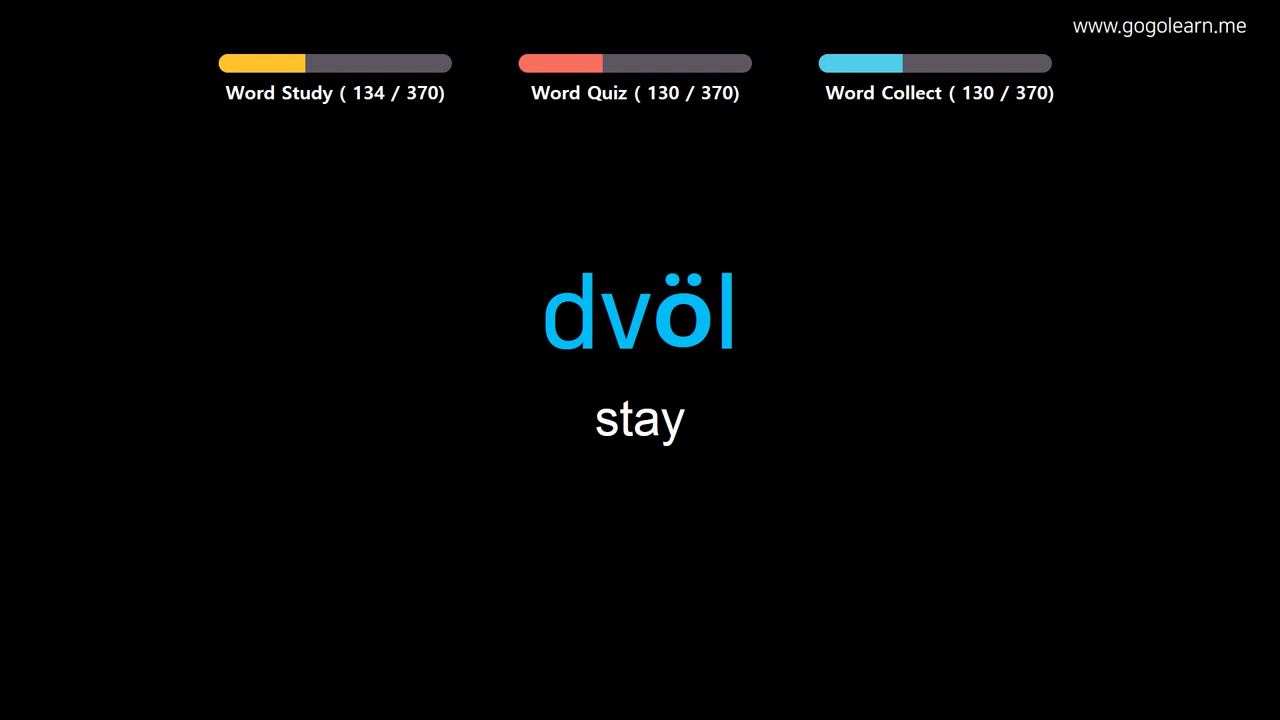 www.gogolearn.me
Word Study ( 134 / 370)
Word Quiz ( 130 / 370)
Word Collect ( 130 / 370)
dvöl
stay